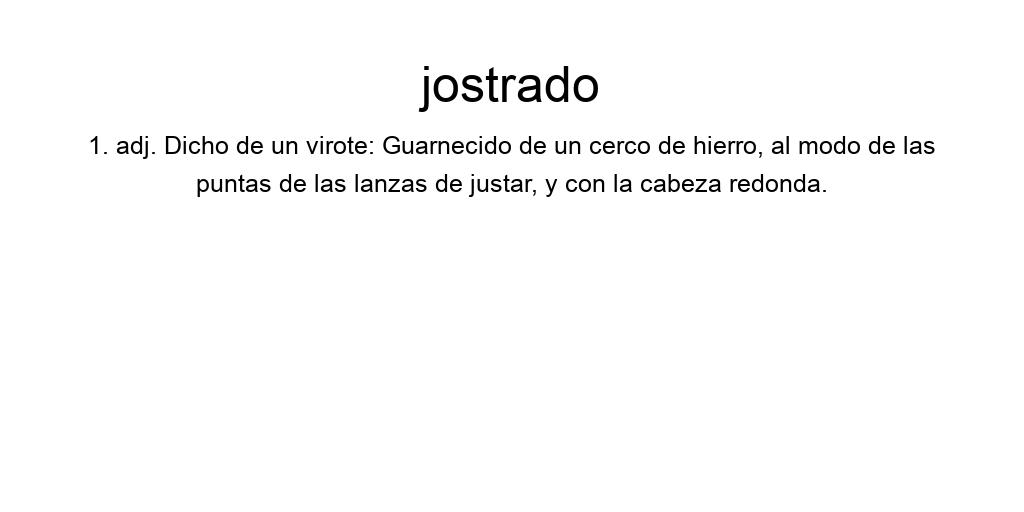 jostrado
1. adj. Dicho de un virote: Guarnecido de un cerco de hierro, al modo de las
puntas de las lanzas de justar, y con la cabeza redonda.